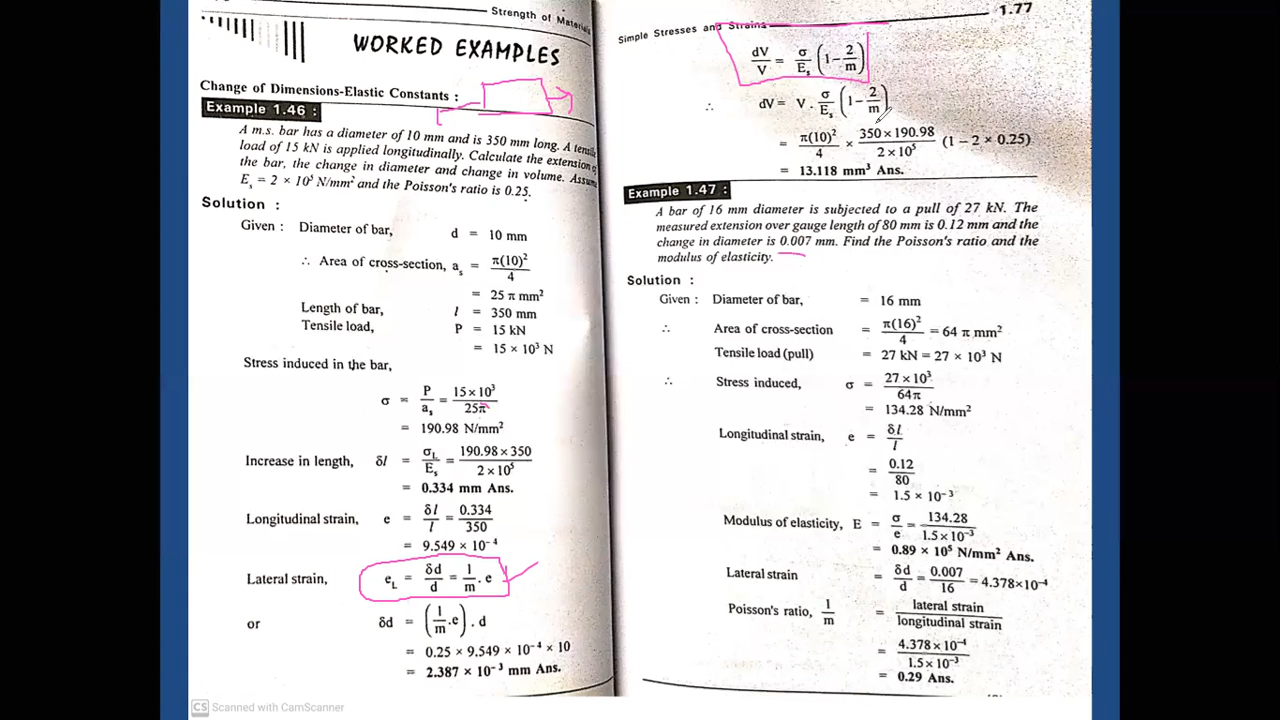 Strength of Materi
WORKED EXAMPLES
Change of Dimensions-Elastic Constants :
Example 1.46 :
A m.s. bar has a diameter of 10 mm and is 350 mm long. A tensile
load of 15 kN is applied longitudinally. Calculate the extension of
the bar, the change in diameter and change in volume. Assum
Es = 2 × 10⁵ N/mm² and the Poisson's ratio is 0.25.
Solution :
Given : Diameter of bar, d = 10 mm
∴ Area of cross-section, as = π(10)²/4
= 25 π mm²
Length of bar, l = 350 mm
Tensile load, P = 15 kN
= 15 × 10³ N
Stress induced in the bar,
σ = P/as = 15 × 10³/25π
= 190.98 N/mm²
Increase in length, δl = σL/Es = 190.98 × 350/2 × 10⁵
= 0.334 mm Ans.
Longitudinal strain, e = δl/l = 0.334/350
= 9.549 × 10⁻⁴
Lateral strain, eL = δd/d = 1/m . e
or δd = (1/m .e) . d
= 0.25 × 9.549 × 10⁻⁴ × 10
= 2.387 × 10⁻³ mm Ans.
Simple Stresses and Strains 1.77
dV/V = σ/Es (1 − 2/m)
∴ dV = V . σ/Es (1 − 2/m)
= π(10)²/4 × 350 × 190.98/2 × 10⁵ (1 − 2 × 0.25)
= 13.118 mm³ Ans.
Example 1.47 :
A bar of 16 mm diameter is subjected to a pull of 27 kN. The
measured extension over gauge length of 80 mm is 0.12 mm and the
change in diameter is 0.007 mm. Find the Poisson's ratio and the
modulus of elasticity.
Solution :
Given : Diameter of bar, = 16 mm
∴ Area of cross-section = π(16)²/4 = 64 π mm²
Tensile load (pull) = 27 kN = 27 × 10³ N
∴ Stress induced, σ = 27 × 10³/64π
= 134.28 N/mm²
Longitudinal strain, e = δl/l
= 0.12/80
= 1.5 × 10⁻³
Modulus of elasticity, E = σ/e = 134.28/1.5 × 10⁻³
= 0.89 × 10⁵ N/mm² Ans.
Lateral strain = δd/d = 0.007/16 = 4.378×10⁻⁴
Poisson's ratio, 1/m = lateral strain/longitudinal strain
= 4.378 × 10⁻⁴/1.5 × 10⁻³
= 0.29 Ans.
CS Scanned with CamScanner